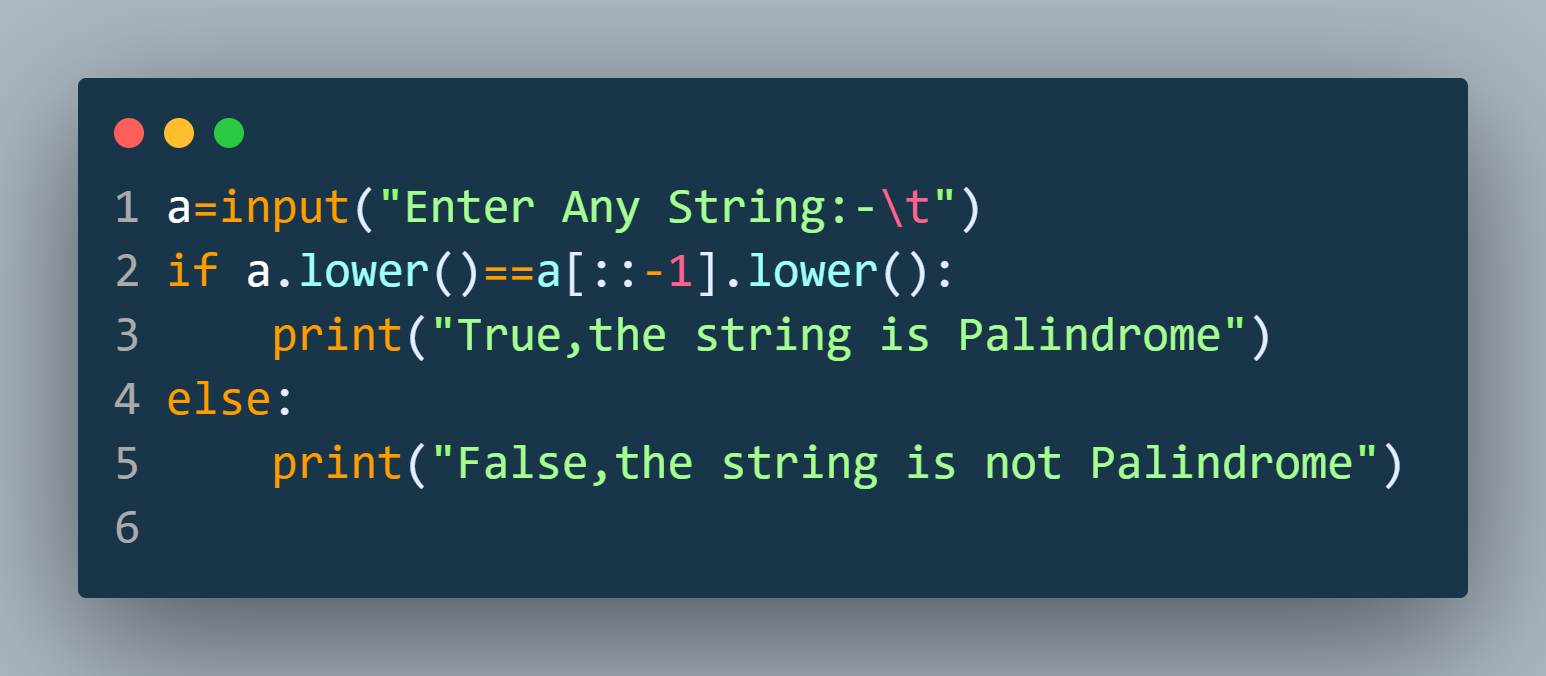 1 a=input("Enter Any String:-\t")
2 if a.lower()==a[::-1].lower():
3     print("True,the string is Palindrome")
4 else:
5     print("False,the string is not Palindrome")
6